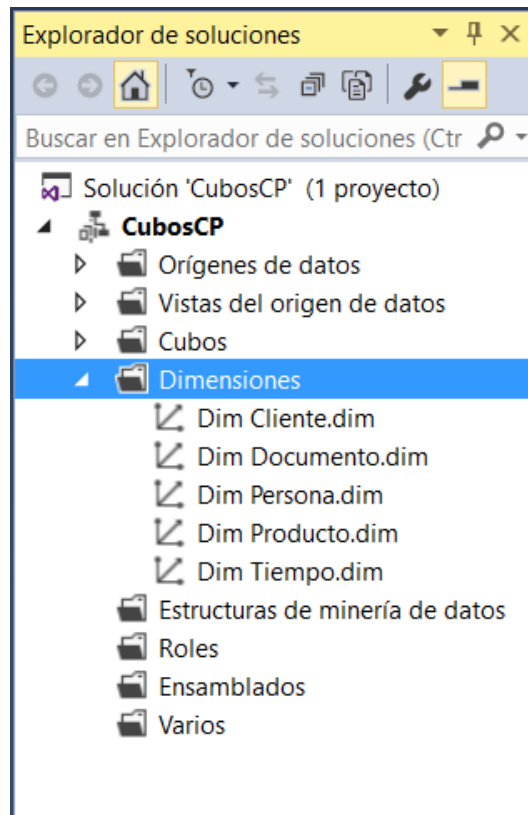 Explorador de soluciones
Buscar en Explorador de soluciones (Ctr
Solución 'CubosCP' (1 proyecto)
CubosCP
Orígenes de datos
Vistas del origen de datos
Cubos
Dimensiones
Dim Cliente.dim
Dim Documento.dim
Dim Persona.dim
Dim Producto.dim
Dim Tiempo.dim
Estructuras de minería de datos
Roles
Ensamblados
Varios